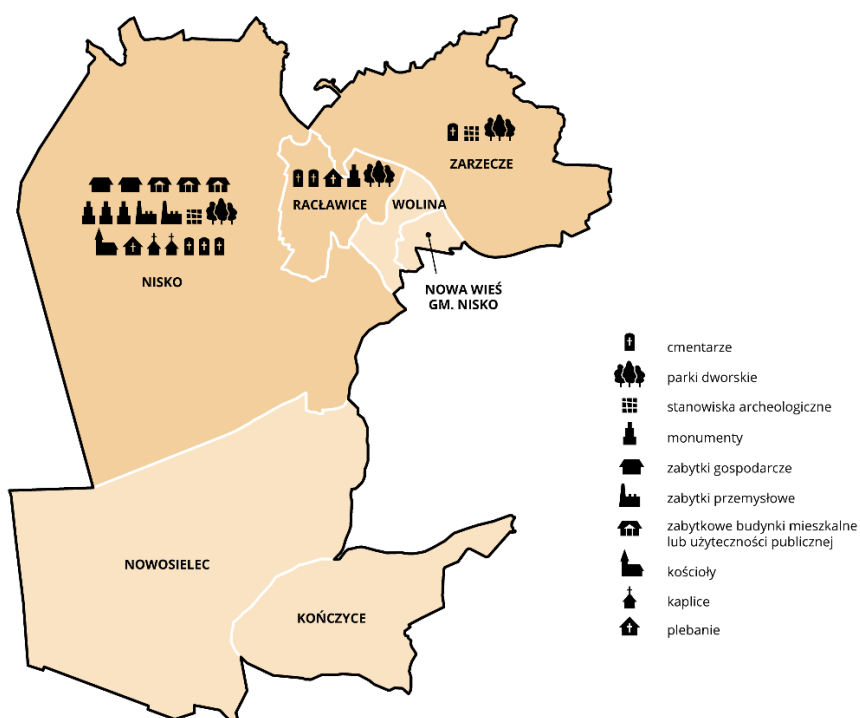 ZARZECZE
RACŁAWICE
WOLINA
NISKO
NOWA WIEŚ
GM. NISKO
NOWOSIELEC
KOŃCZYCE
cmentarze
parki dworskie
stanowiska archeologiczne
monumenty
zabytki gospodarcze
zabytki przemysłowe
zabytkowe budynki mieszkalne
lub użyteczności publicznej
kościoły
kaplice
plebanie